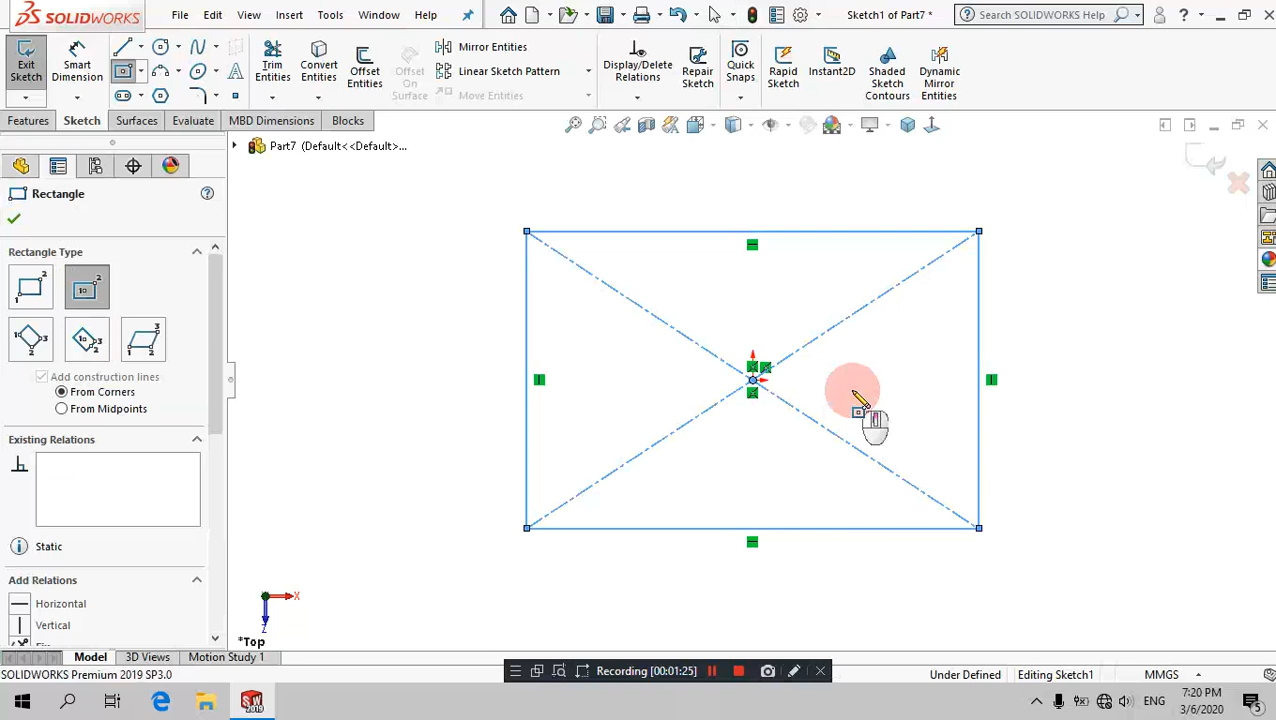 SOLIDWORKS File Edit View Insert Tools Window Help Sketch1 of Part7 * Search SOLIDWORKS Help ?
Exit Sketch Smart Dimension Trim Entities Convert Entities Offset Entities Offset On Surface Mirror Entities Linear Sketch Pattern Move Entities Display/Delete Relations Repair Sketch Quick Snaps Rapid Sketch Instant2D Shaded Sketch Contours Dynamic Mirror Entities
Features Sketch Surfaces Evaluate MBD Dimensions Blocks
Part7 (Default<<Default>...
Rectangle
Rectangle Type
Add construction lines
From Corners
From Midpoints
Existing Relations
Static
Add Relations
Horizontal
Vertical
X
Z
*Top
Model 3D Views Motion Study 1
Recording [00:01:25]
SOLIDWORKS Premium 2019 SP3.0 Under Defined Editing Sketch1 MMGS
ENG 7:20 PM
3/6/2020 5